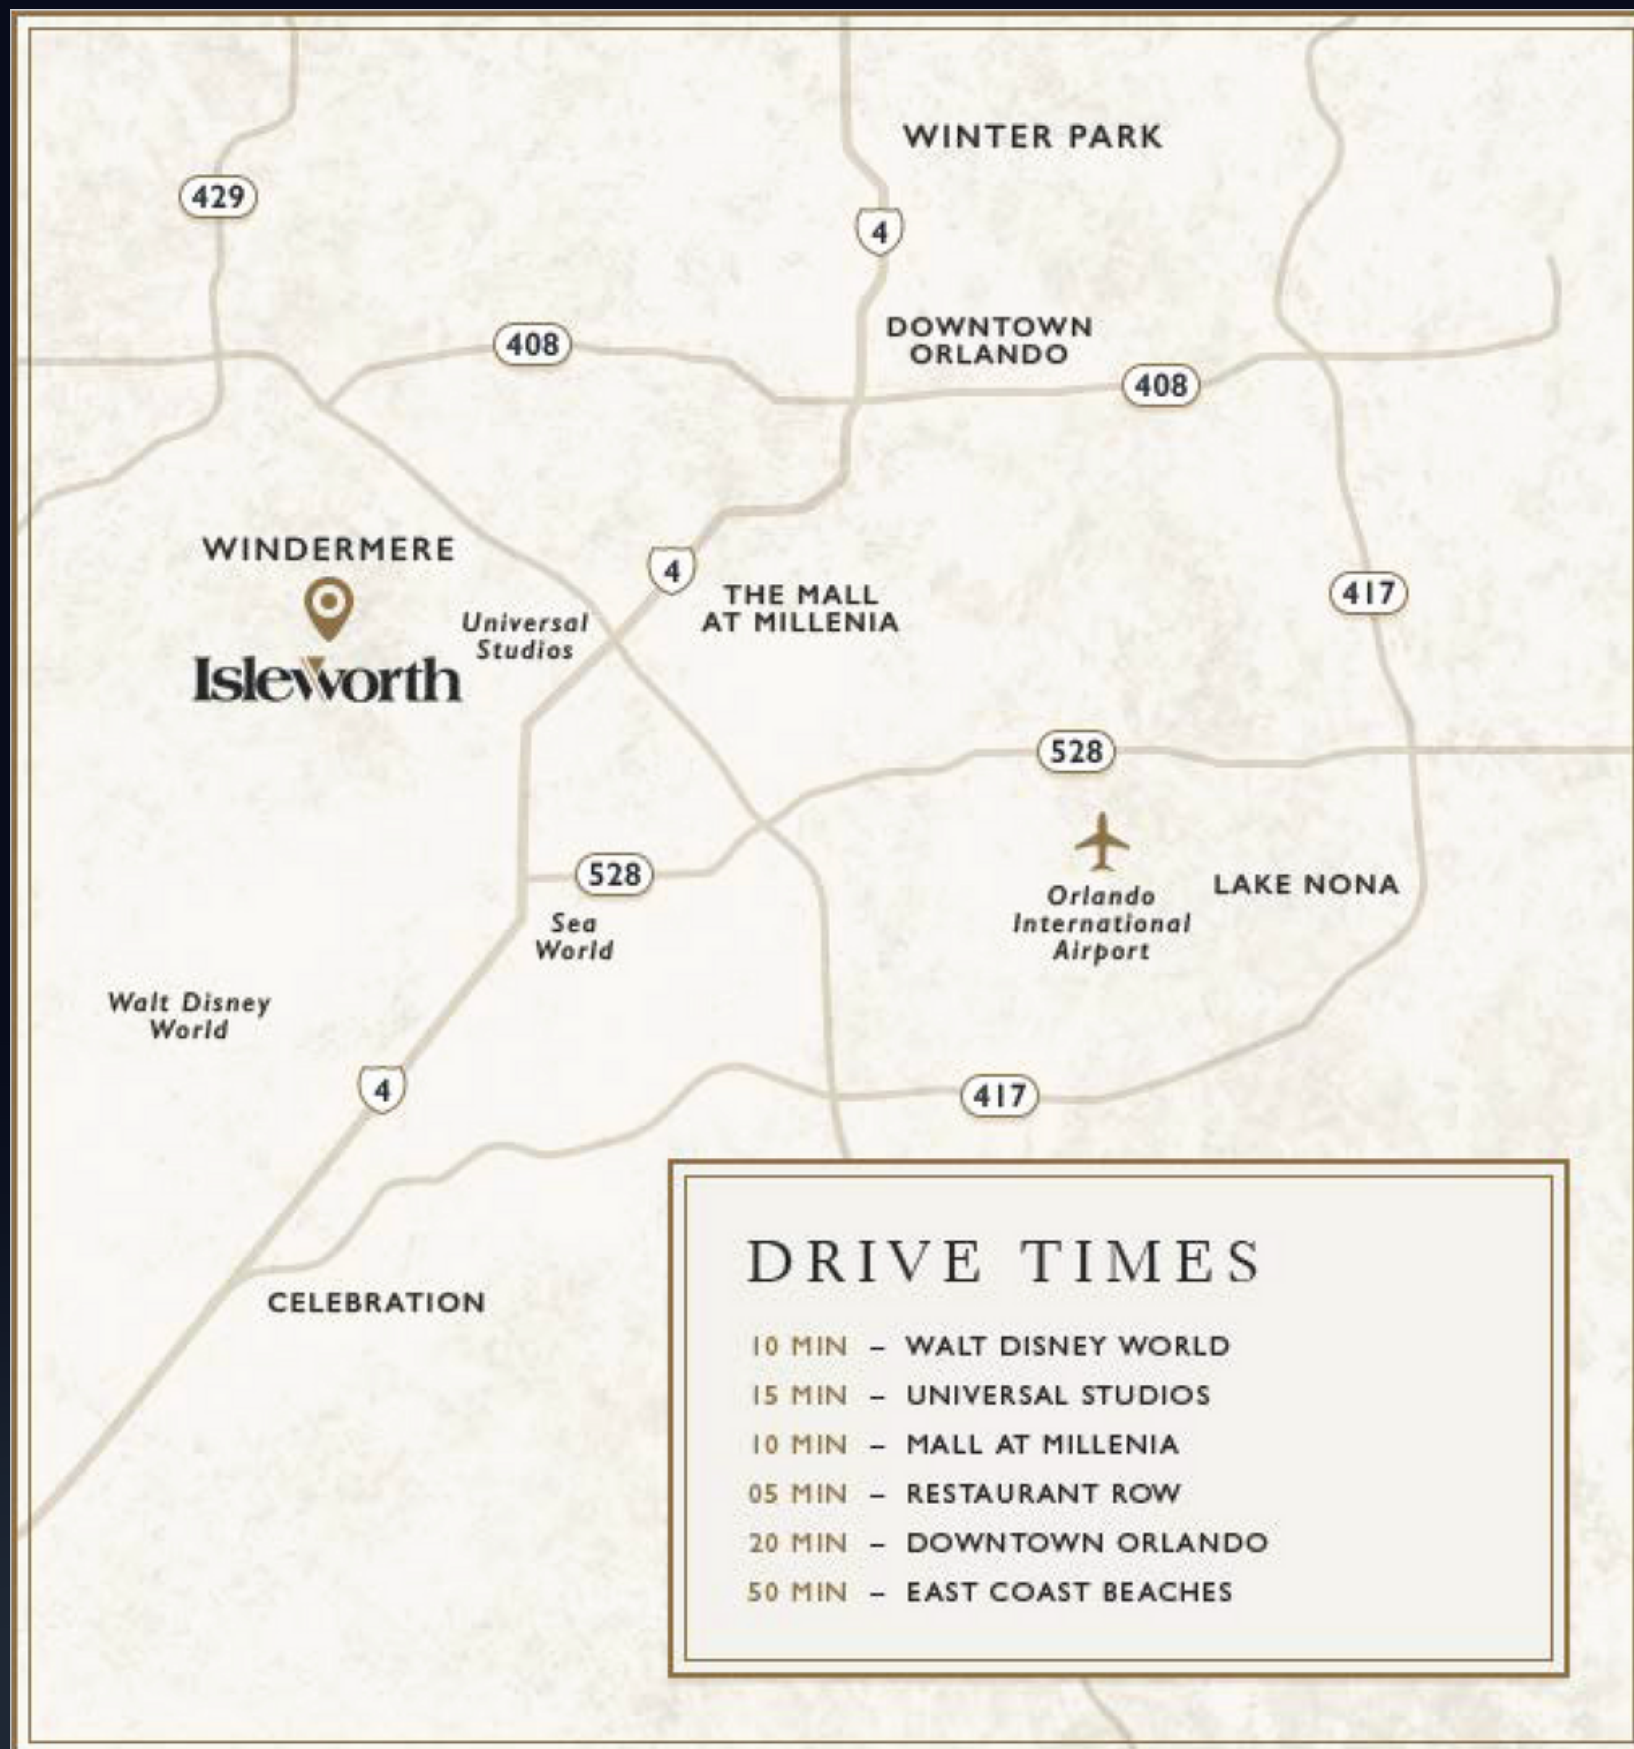 WINTER PARK
429
4
DOWNTOWN
ORLANDO
408
408
WINDERMERE
4
THE MALL
AT MILLENIA
417
Universal
Studios
Isleworth
528
528
Orlando
International
Airport
LAKE NONA
Sea
World
Walt Disney
World
4
417
CELEBRATION
DRIVE TIMES
10 MIN – WALT DISNEY WORLD
15 MIN – UNIVERSAL STUDIOS
10 MIN – MALL AT MILLENIA
05 MIN – RESTAURANT ROW
20 MIN – DOWNTOWN ORLANDO
50 MIN – EAST COAST BEACHES